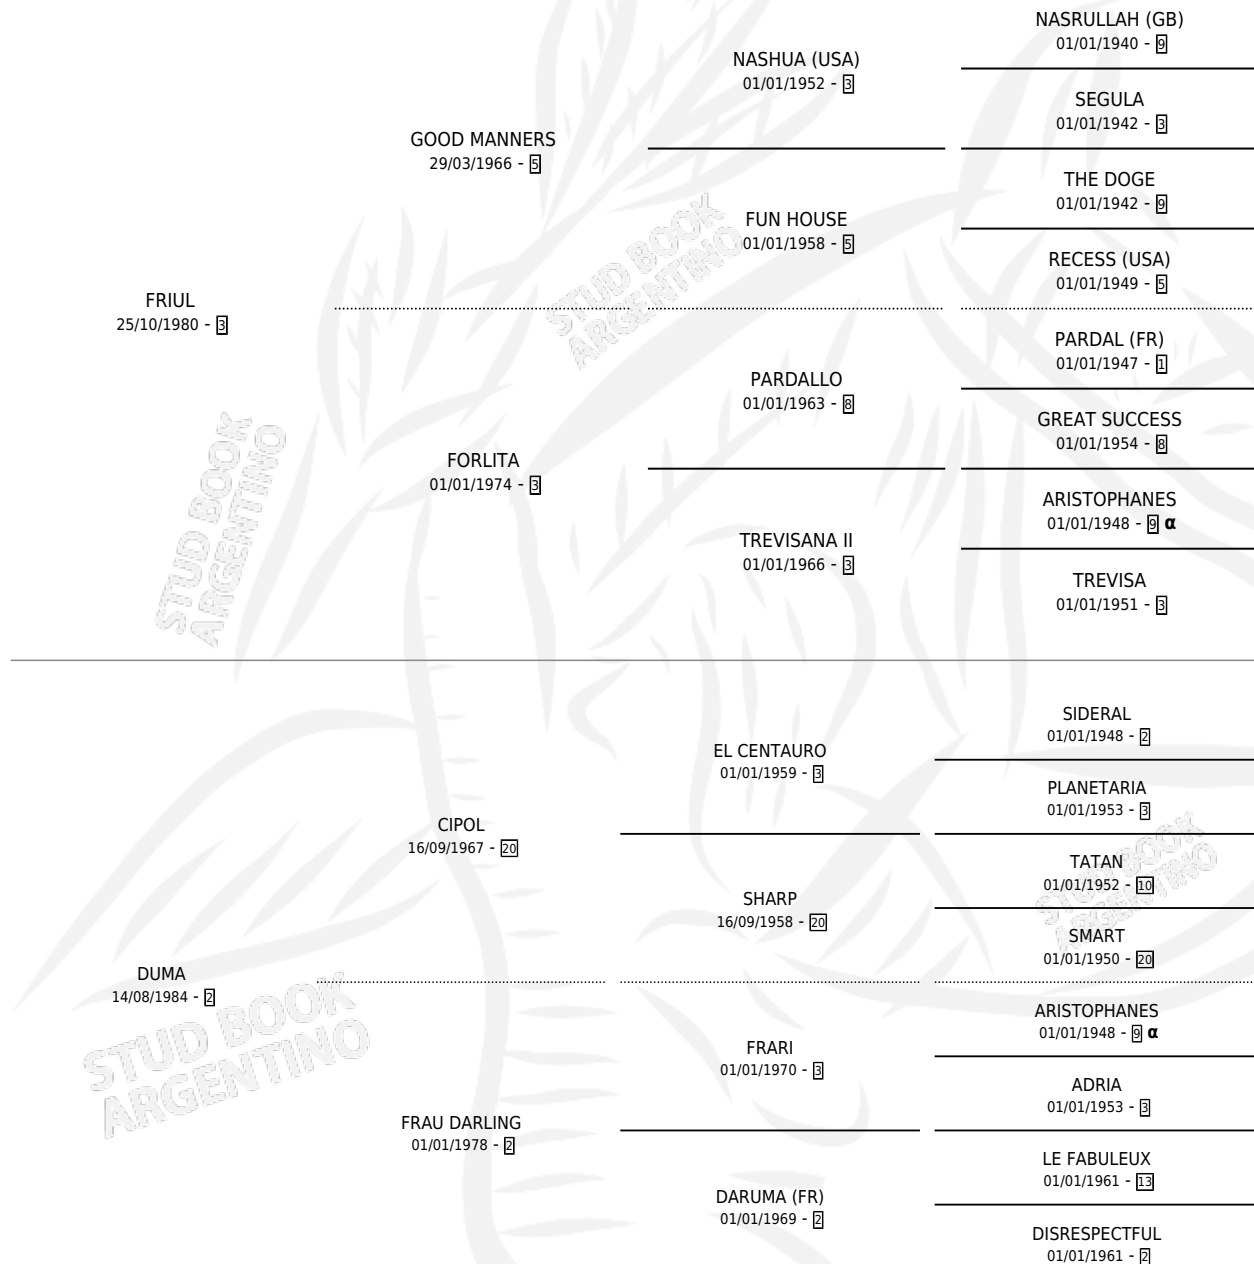 NASRULLAH (GB)
01/01/1940 - 9
NASHUA (USA)
01/01/1952 - 3
SEGULA
01/01/1942 - 3
GOOD MANNERS
29/03/1966 - 5
THE DOGE
01/01/1942 - 9
FUN HOUSE
01/01/1958 - 5
RECESS (USA)
01/01/1949 - 5
FRIUL
25/10/1980 - 3
PARDAL (FR)
01/01/1947 - 1
PARDALLO
01/01/1963 - 8
GREAT SUCCESS
01/01/1954 - 8
FORLITA
01/01/1974 - 3
ARISTOPHANES
01/01/1948 - 9 α
TREVISANA II
01/01/1966 - 3
TREVISA
01/01/1951 - 3
SIDERAL
01/01/1948 - 2
EL CENTAURO
01/01/1959 - 3
PLANETARIA
01/01/1953 - 3
CIPOL
16/09/1967 - 20
TATAN
01/01/1952 - 10
SHARP
16/09/1958 - 20
SMART
01/01/1950 - 20
DUMA
14/08/1984 - 2
ARISTOPHANES
01/01/1948 - 9 α
FRARI
01/01/1970 - 3
ADRIA
01/01/1953 - 3
FRAU DARLING
01/01/1978 - 2
LE FABULEUX
01/01/1961 - 13
DARUMA (FR)
01/01/1969 - 2
DISRESPECTFUL
01/01/1961 - 2
STUD BOOK
ARGENTINO
STUD BOOK
ARGENTINO
STUD BOOK
ARGENTINO
STUD BOOK
ARGENTINO